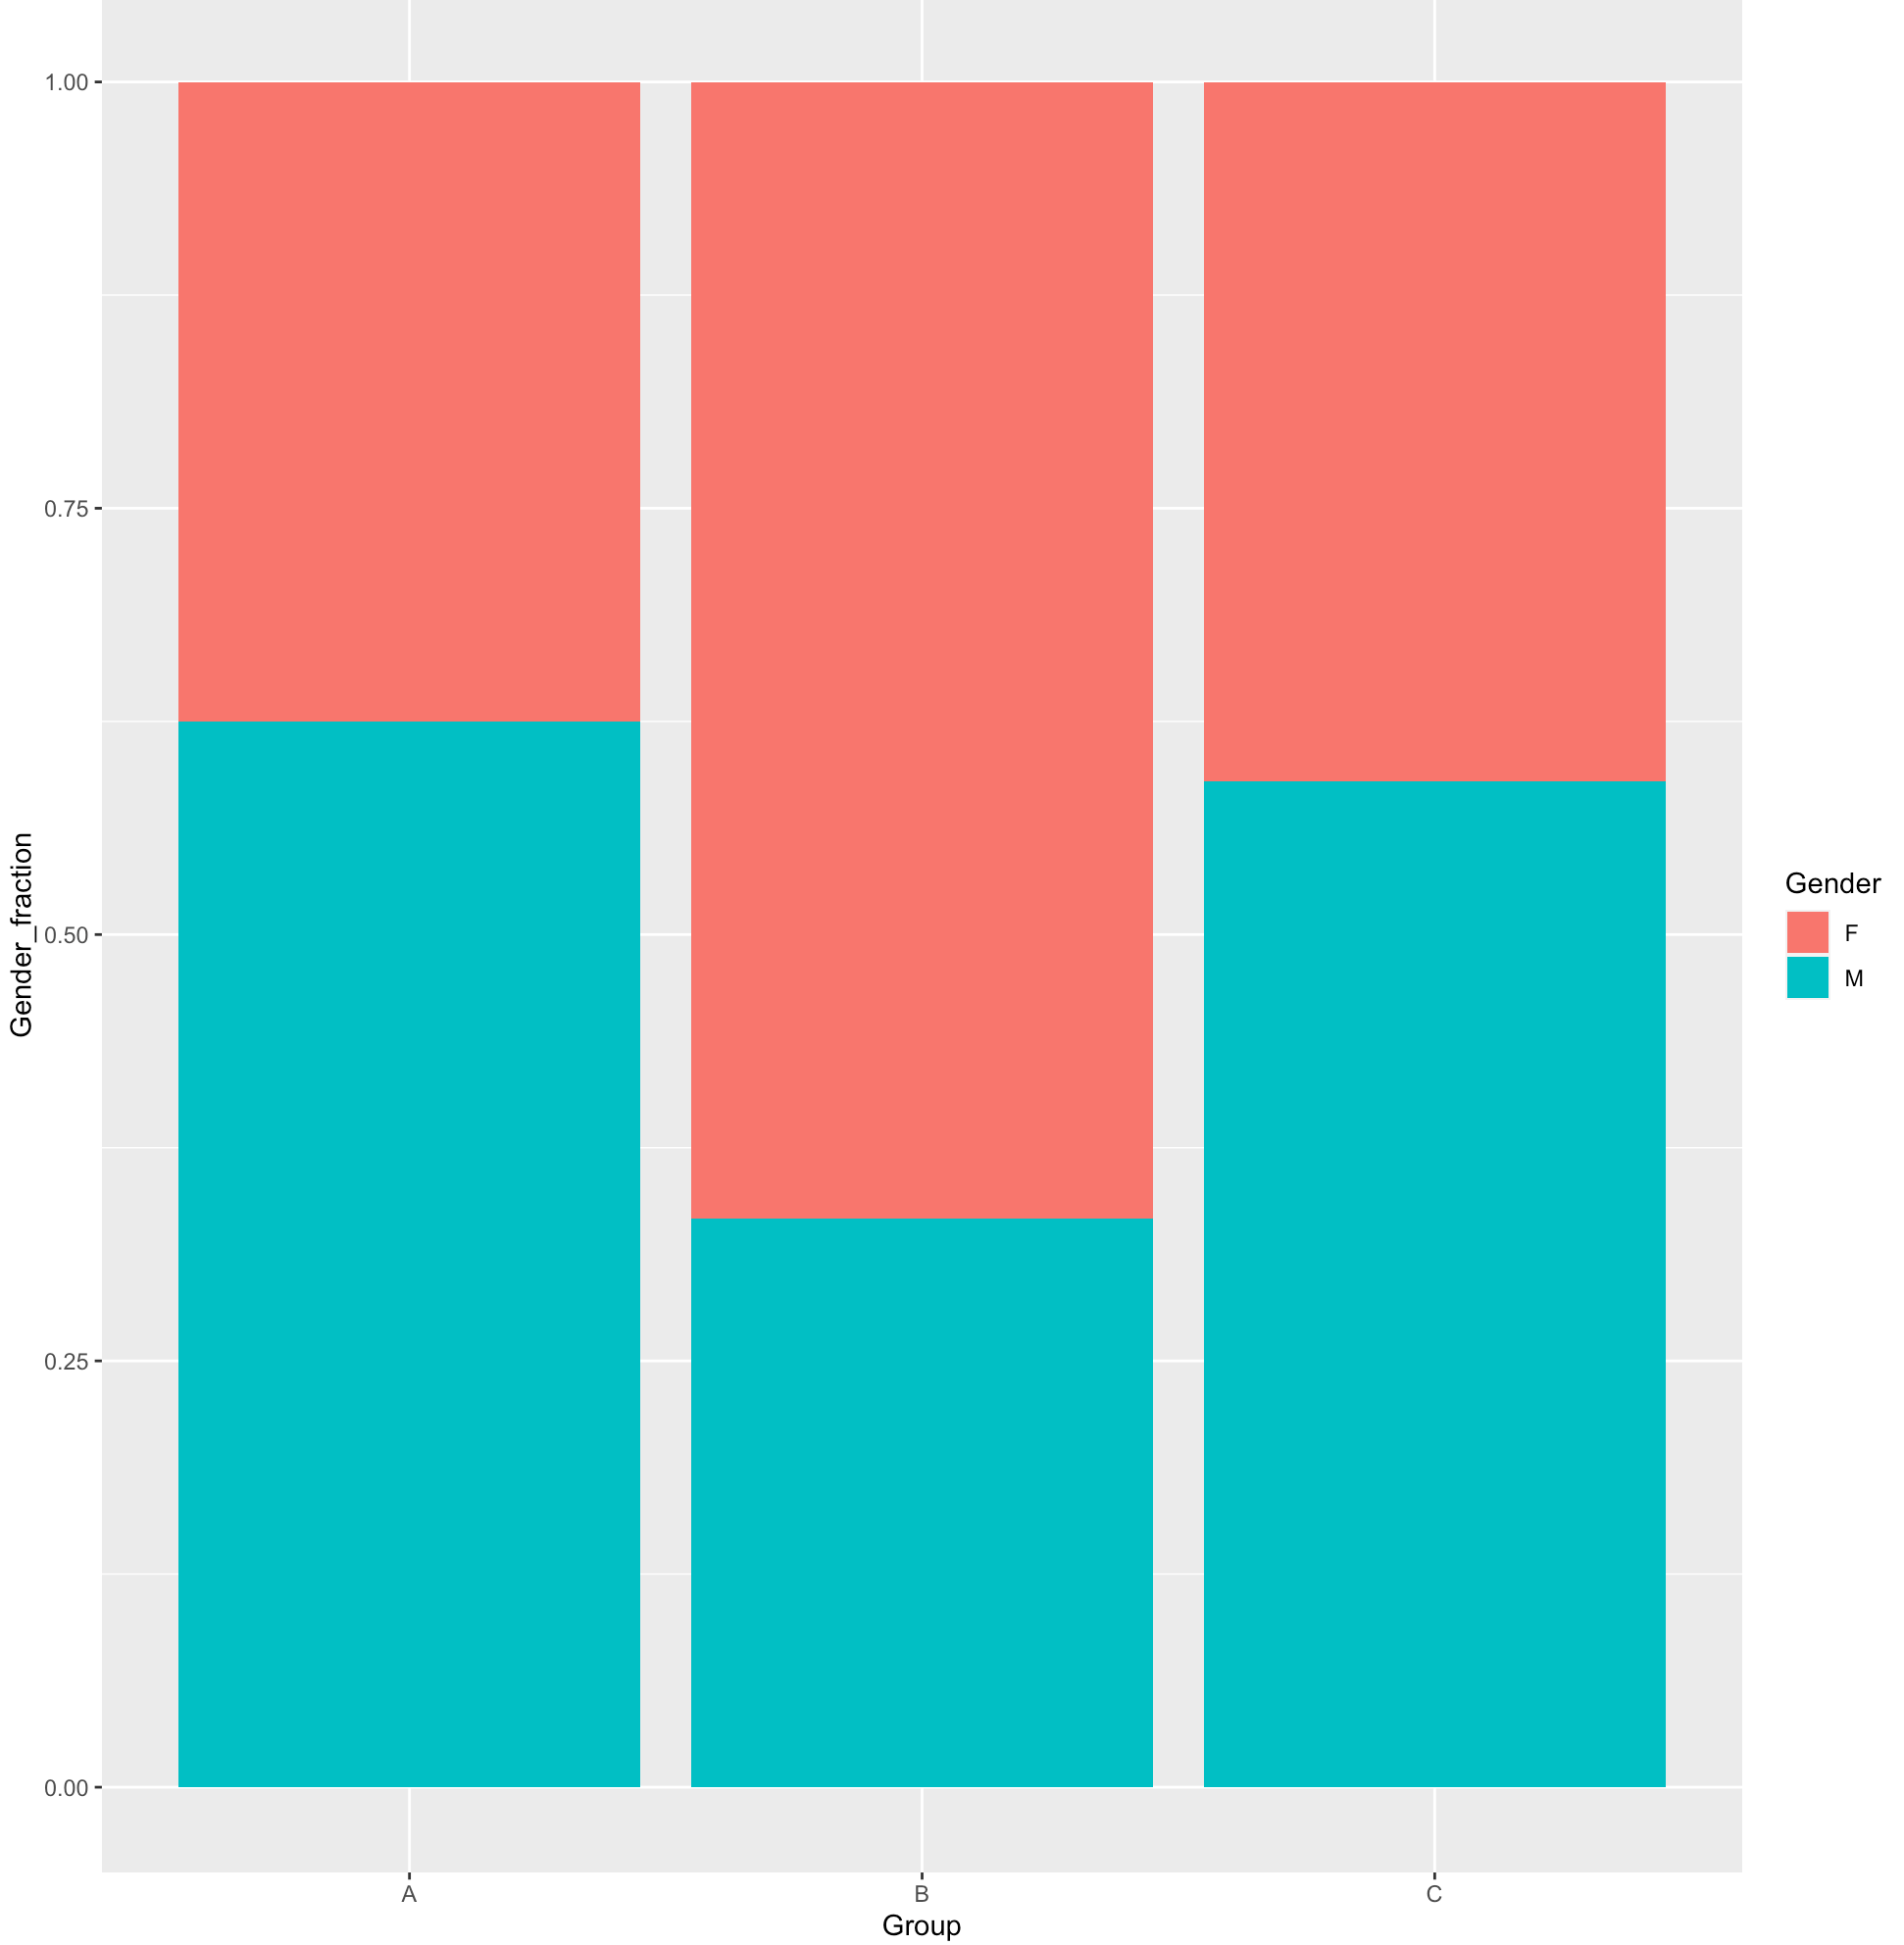 1.00
0.75
0.50
0.25
0.00
Gender_fraction
A
B
C
Group
Gender
F
M